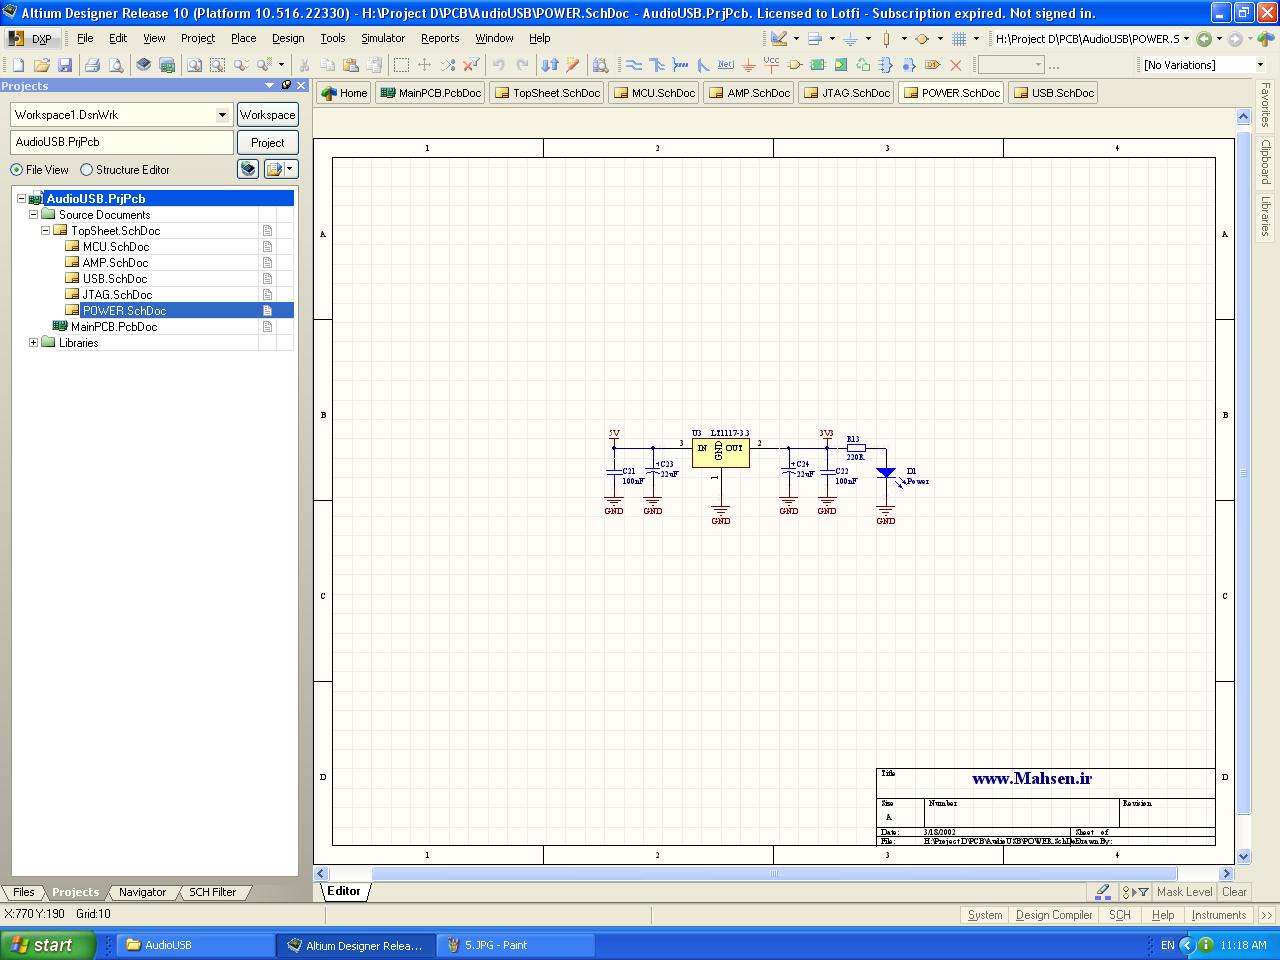 Altium Designer Release 10 (Platform 10.516.22330) - H:\Project D\PCB\AudioUSB\POWER.SchDoc - AudioUSB.PrjPcb. Licensed to Lotfi - Subscription expired. Not signed in.
DXP File Edit View Project Place Design Tools Simulator Reports Window Help H:\Project D\PCB\AudioUSB\POWER.S
Net Vcc ... [No Variations]
Projects
Home MainPCB.PcbDoc TopSheet.SchDoc MCU.SchDoc AMP.SchDoc JTAG.SchDoc POWER.SchDoc USB.SchDoc
Workspace1.DsnWrk Workspace
AudioUSB.PrjPcb Project
File View Structure Editor
AudioUSB.PrjPcb
Source Documents
TopSheet.SchDoc
MCU.SchDoc
AMP.SchDoc
USB.SchDoc
JTAG.SchDoc
POWER.SchDoc
MainPCB.PcbDoc
Libraries
Favorites
Clipboard
Libraries
1 2 3 4
A A
B B
5V U3 LT1117-3.3 3V3 R13
3 IN GND OUT 2 220R
C21 C23 1 C24 C22 D1
100nF 22uF 22uF 100nF Power
GND GND GND GND GND GND
C C
D D
Title www.Mahsen.ir
Size Number Revision
A
Date: 3/18/2002 Sheet of
File: H:\Project D\PCB\AudioUSB\POWER.SchDoc Drawn By:
1 2 3 4
Files Projects Navigator SCH Filter
Editor Mask Level Clear
X:770 Y:190 Grid:10 System Design Compiler SCH Help Instruments >>
start AudioUSB Altium Designer Relea... 5.JPG - Paint EN 11:18 AM